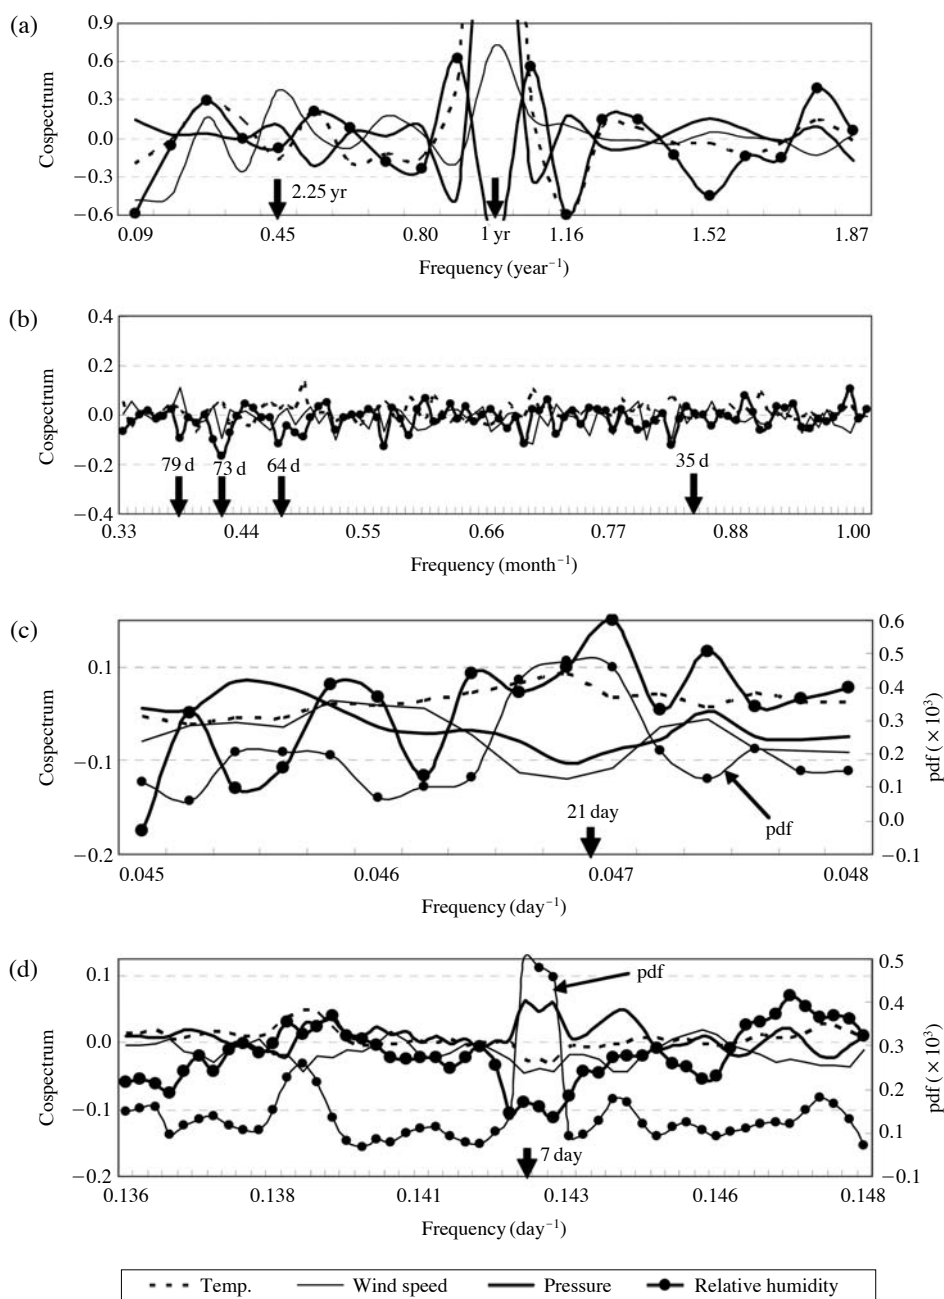 (a)
0.9
0.6
0.3
0.0
−0.3
−0.6
Cospectrum
2.25 yr
0.09 0.45 0.80 1 yr 1.16 1.52 1.87
Frequency (year⁻¹)
(b)
0.4
0.2
0.0
−0.2
−0.4
Cospectrum
79 d 73 d 64 d 35 d
0.33 0.44 0.55 0.66 0.77 0.88 1.00
Frequency (month⁻¹)
(c)
0.1
−0.1
−0.2
Cospectrum
0.6
0.5
0.4
0.3
0.2
0.1
0.0
−0.1
pdf (×10³)
21 day
pdf
0.045 0.046 0.047 0.048
Frequency (day⁻¹)
(d)
0.1
0.0
−0.1
−0.2
Cospectrum
pdf
0.5
0.4
0.3
0.2
0.1
−0.1
pdf (×10³)
7 day
0.136 0.138 0.141 0.143 0.146 0.148
Frequency (day⁻¹)
Temp. Wind speed Pressure Relative humidity